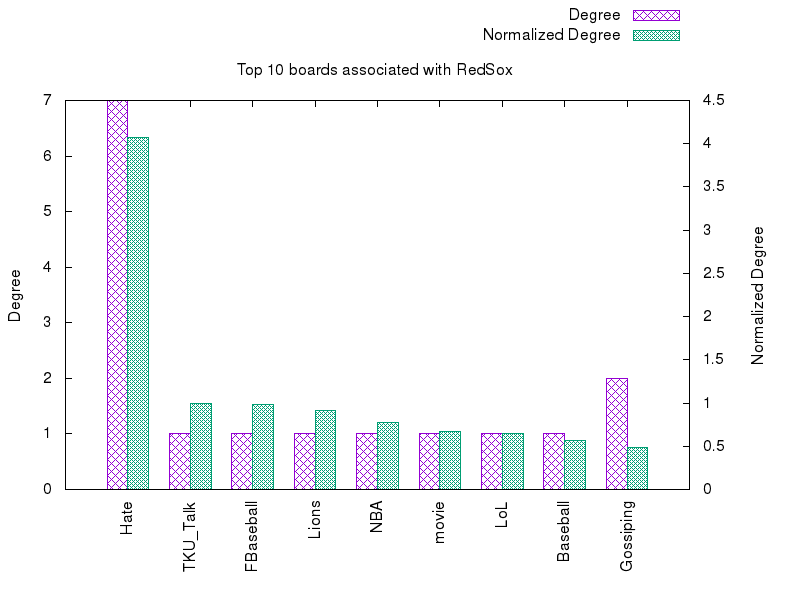 Degree
Normalized Degree
Top 10 boards associated with RedSox
7
6
5
4
3
2
1
0
4.5
4
3.5
3
2.5
2
1.5
1
0.5
0
Degree
Normalized Degree
Hate
TKU_Talk
FBaseball
Lions
NBA
movie
LoL
Baseball
Gossiping